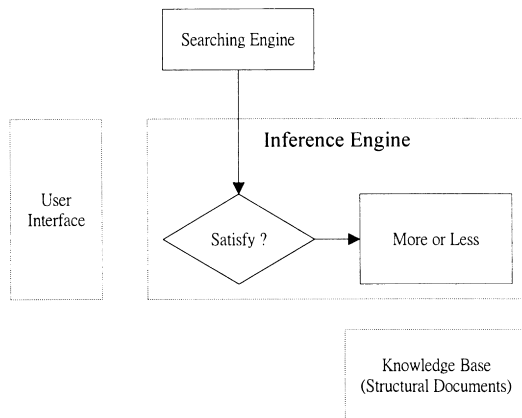 Searching Engine
Inference Engine
User
Interface
Satisfy ?
More or Less
Knowledge Base
(Structural Documents)